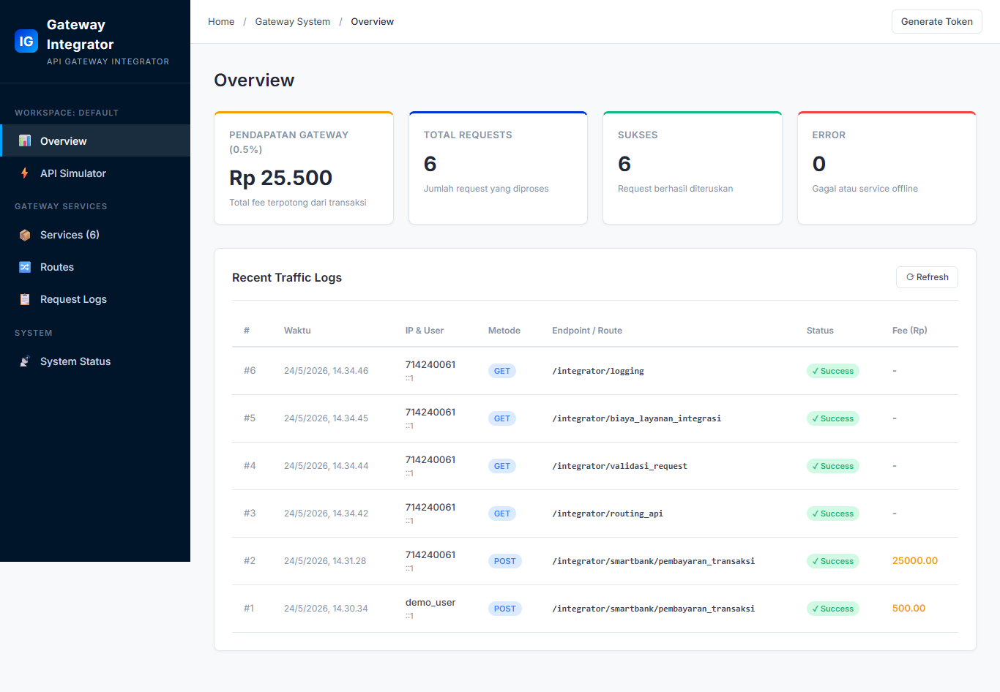 IG
Gateway
Integrator
API GATEWAY INTEGRATOR
WORKSPACE: DEFAULT
Overview
API Simulator
GATEWAY SERVICES
Services (6)
Routes
Request Logs
SYSTEM
System Status
Home / Gateway System / Overview
Generate Token
Overview
PENDAPATAN GATEWAY
(0.5%)
Rp 25.500
Total fee terpotong dari transaksi
TOTAL REQUESTS
6
Jumlah request yang diproses
SUKSES
6
Request berhasil diteruskan
ERROR
0
Gagal atau service offline
Recent Traffic Logs
⟳ Refresh
# Waktu IP & User Metode Endpoint / Route Status Fee (Rp)
#6 24/5/2026, 14.34.46 714240061 GET /integrator/logging ✓ Success -
::1
#5 24/5/2026, 14.34.45 714240061 GET /integrator/biaya_layanan_integrasi ✓ Success -
::1
#4 24/5/2026, 14.34.44 714240061 GET /integrator/validasi_request ✓ Success -
::1
#3 24/5/2026, 14.34.42 714240061 GET /integrator/routing_api ✓ Success -
::1
#2 24/5/2026, 14.31.28 714240061 POST /integrator/smartbank/pembayaran_transaksi ✓ Success 25000.00
::1
#1 24/5/2026, 14.30.34 demo_user POST /integrator/smartbank/pembayaran_transaksi ✓ Success 500.00
::1